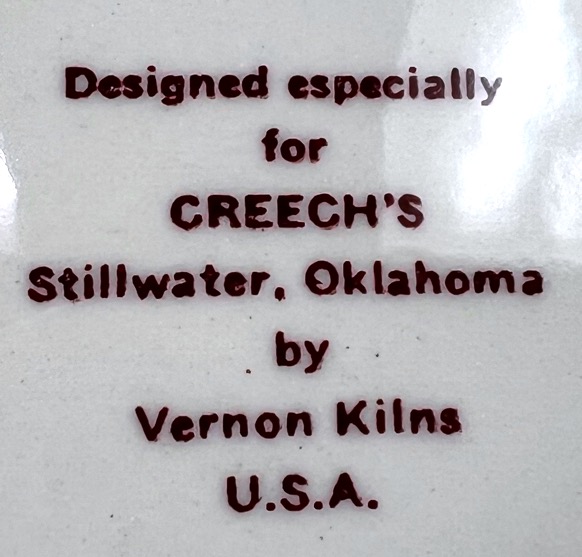 Designed especially
for
CREECH'S
Stillwater, Oklahoma
by
Vernon Kilns
U.S.A.